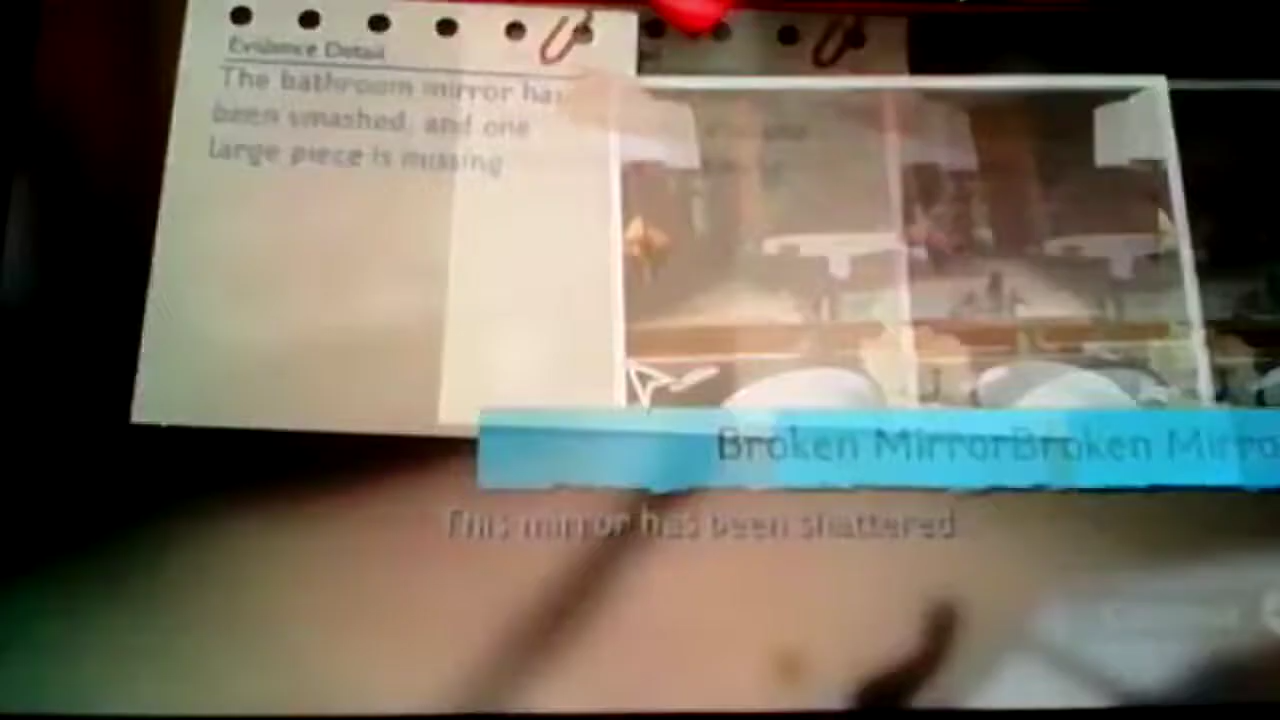 Evidence Detail
The bathroom mirror has
been smashed, and one
large piece is missing
Broken MirrorBroken Mirro
This mirror has been shattered